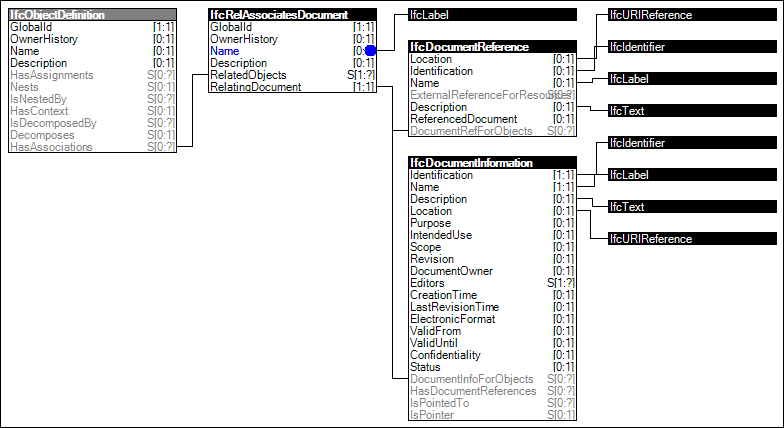 IfcObjectDefinition
GlobalId [1:1]
OwnerHistory [0:1]
Name [0:1]
Description [0:1]
HasAssignments S[0:?]
Nests S[0:1]
IsNestedBy S[0:?]
HasContext S[0:1]
IsDecomposedBy S[0:?]
Decomposes S[0:1]
HasAssociations S[0:?]
IfcRelAssociatesDocument
GlobalId [1:1]
OwnerHistory [0:1]
Name
Description [0:1]
RelatedObjects S[1:?]
RelatingDocument [1:1]
IfcLabel
IfcDocumentReference
Location [0:1]
Identification [0:1]
Name [0:1]
ExternalReferenceForResources S[0:?]
Description [0:1]
ReferencedDocument [0:1]
DocumentRefForObjects S[0:?]
IfcDocumentInformation
Identification [1:1]
Name [1:1]
Description [0:1]
Location [0:1]
Purpose [0:1]
IntendedUse [0:1]
Scope [0:1]
Revision [0:1]
DocumentOwner [0:1]
Editors S[1:?]
CreationTime [0:1]
LastRevisionTime [0:1]
ElectronicFormat [0:1]
ValidFrom [0:1]
ValidUntil [0:1]
Confidentiality [0:1]
Status [0:1]
DocumentInfoForObjects S[0:?]
HasDocumentReferences S[0:?]
IsPointedTo S[0:?]
IsPointer S[0:1]
IfcURIReference
IfcIdentifier
IfcLabel
IfcText
IfcIdentifier
IfcLabel
IfcText
IfcURIReference